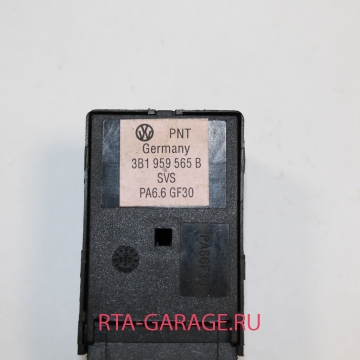 PNT
Germany
3B1 959 565 B
SVS
PA6.6 GF30
RTA-GARAGE.RU